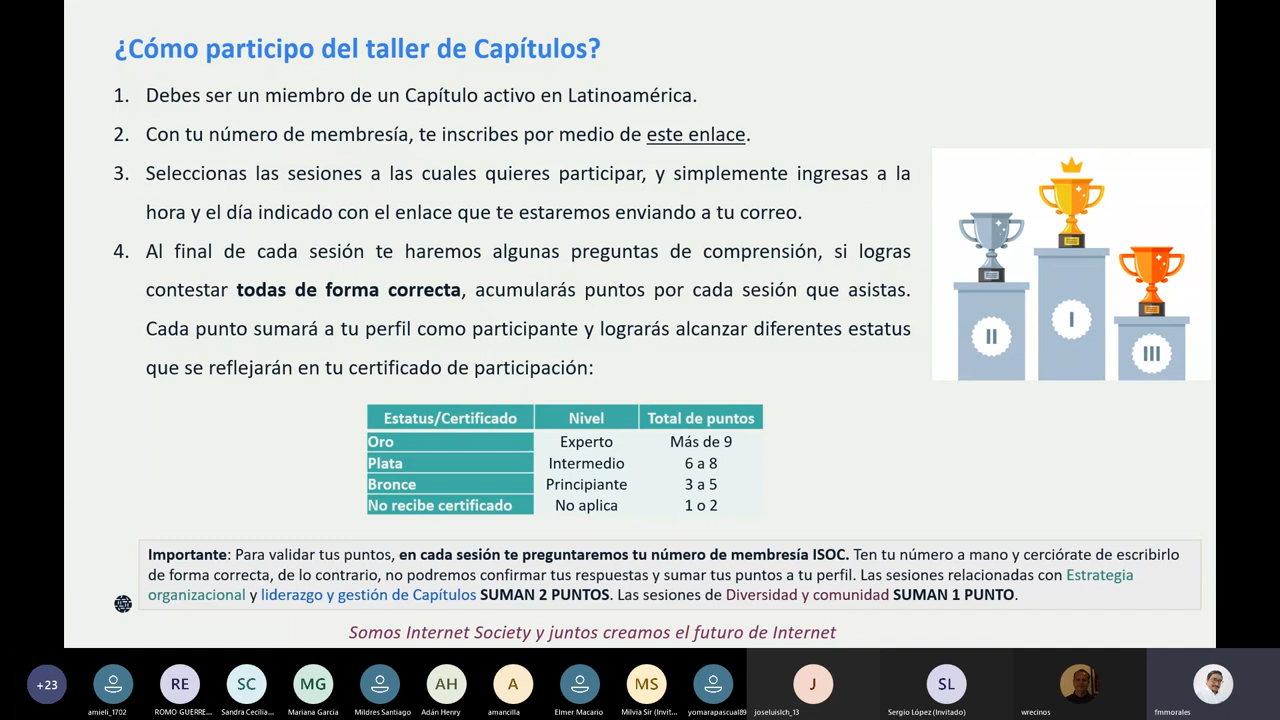 ¿Cómo participo del taller de Capítulos?
1. Debes ser un miembro de un Capítulo activo en Latinoamérica.
2. Con tu número de membresía, te inscribes por medio de este enlace.
3. Seleccionas las sesiones a las cuales quieres participar, y simplemente ingresas a la
hora y el día indicado con el enlace que te estaremos enviando a tu correo.
4. Al final de cada sesión te haremos algunas preguntas de comprensión, si logras
contestar todas de forma correcta, acumularás puntos por cada sesión que asistas.
Cada punto sumará a tu perfil como participante y lograrás alcanzar diferentes estatus
que se reflejarán en tu certificado de participación:
I
II
III
Estatus/Certificado Nivel Total de puntos
Oro Experto Más de 9
Plata Intermedio 6 a 8
Bronce Principiante 3 a 5
No recibe certificado No aplica 1 o 2
Importante: Para validar tus puntos, en cada sesión te preguntaremos tu número de membresía ISOC. Ten tu número a mano y cerciórate de escribirlo
de forma correcta, de lo contrario, no podremos confirmar tus respuestas y sumar tus puntos a tu perfil. Las sesiones relacionadas con Estrategia
organizacional y liderazgo y gestión de Capítulos SUMAN 2 PUNTOS. Las sesiones de Diversidad y comunidad SUMAN 1 PUNTO.
Somos Internet Society y juntos creamos el futuro de Internet
+23 RE SC MG AH A MS J SL
amieli_1702 ROMO GUERRE... Sandra Cecilia... Mariana García Mildres Santiago Adán Henry amancilla Elmer Macario Milvia Sir (Invit... yomarapascual89 joseluislch_13 Sergio López (Invitado) wrecinos fmmorales